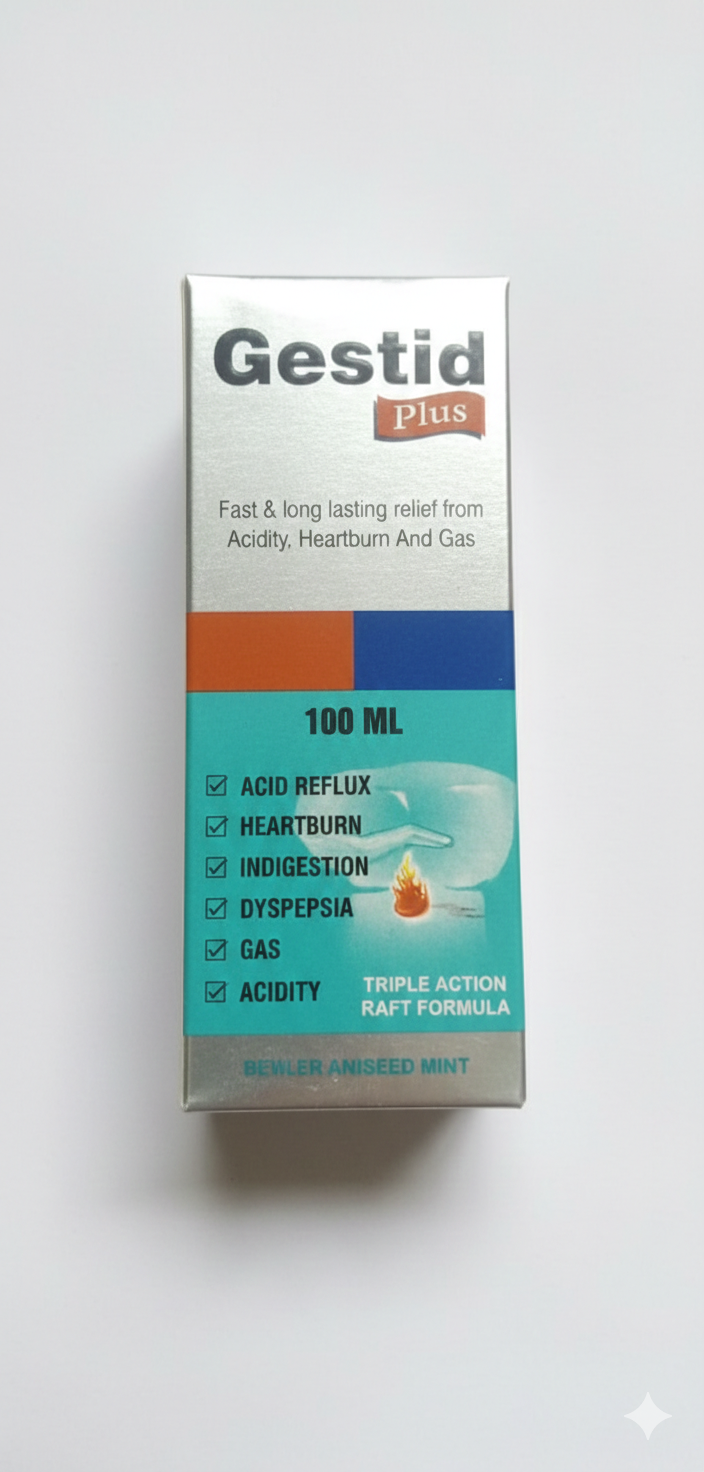 Gestid
Plus
Fast & long lasting relief from
Acidity, Heartburn And Gas
100 ML
ACID REFLUX
HEARTBURN
INDIGESTION
DYSPEPSIA
GAS
ACIDITY
TRIPLE ACTION
RAFT FORMULA
BEWLER ANISEED MINT